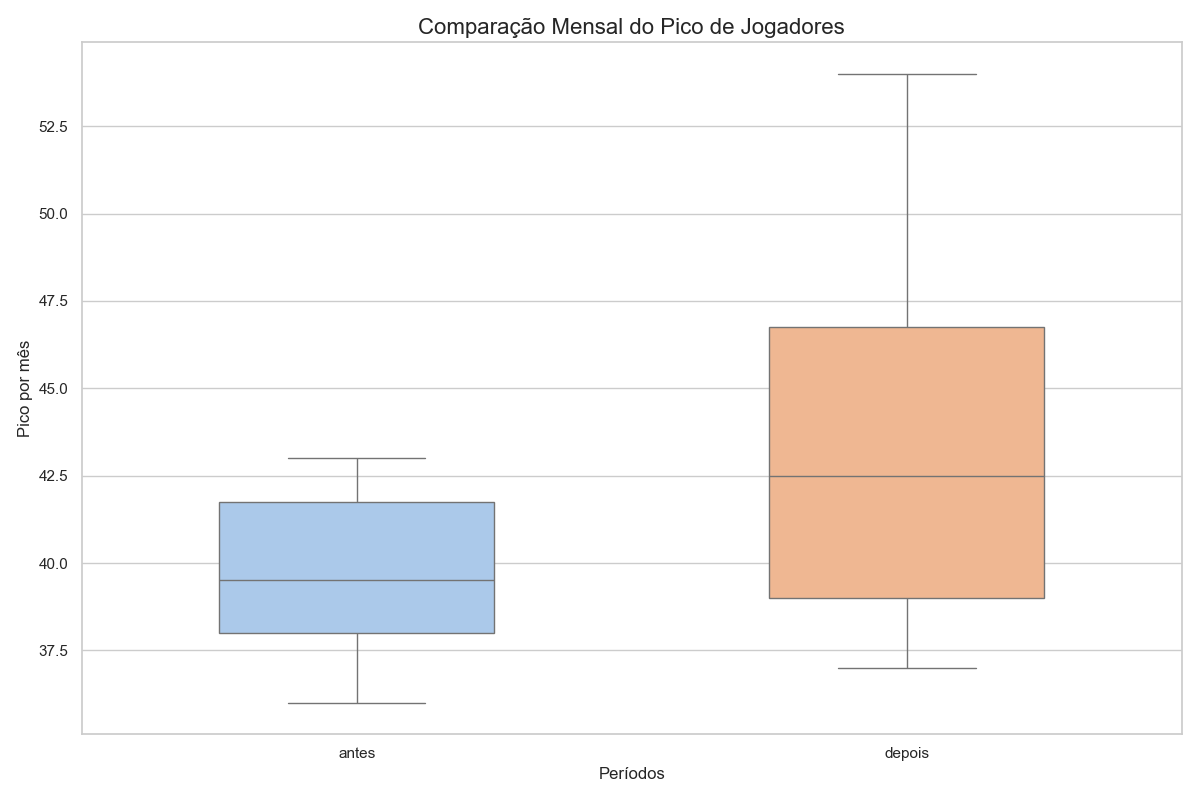 Comparação Mensal do Pico de Jogadores
Pico por mês
52.5
50.0
47.5
45.0
42.5
40.0
37.5
antes
depois
Períodos